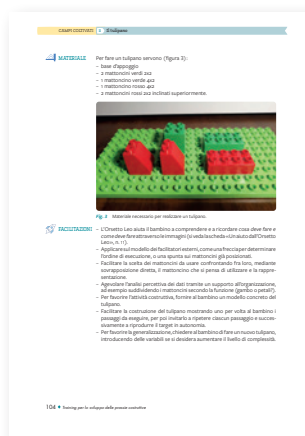 CAMPI COSTRUITI 6 Il tulipano
MATERIALE Per fare un tulipano servono (figura 3):
– base d'appoggio
– 2 mattoncini verdi 2x2
– 1 mattoncino verde 4x2
– 1 mattoncino rosso 4x2
– 2 mattoncini rossi 2x2 inclinati superiormente.
Fig. 3 Materiale necessario per realizzare un tulipano.
FACILITAZIONI – L'Orsetto Leo aiuta il bambino a comprendere e a ricordare cosa deve fare e
come deve fare attraverso le immagini (si veda la scheda «Un aiuto dall'Orsetto
Leo», n. 17).
– Applicare sul modello dei facilitatori esterni, come una freccia per determinare
l'ordine di esecuzione, o una spunta sui mattoncini già posizionati.
– Facilitare la scelta dei mattoncini da usare confrontando fra loro, mediante
sovrapposizione diretta, il mattoncino che si pensa di utilizzare e la rappre-
sentazione.
– Agevolare l'analisi percettiva dei dati tramite un supporto all'organizzazione,
ad esempio suddividendo i mattoncini secondo la funzione (gambo o petali?).
– Per favorire l'attività costruttiva, fornire al bambino un modello concreto del
tulipano.
– Facilitare la costruzione del tulipano mostrando uno per volta al bambino i
passaggi da eseguire, per poi invitarlo a ripetere ciascun passaggio e succes-
sivamente a riprodurre il target in autonomia.
– Per favorire la generalizzazione, chiedere al bambino di fare un nuovo tulipano,
introducendo delle variabili se si desidera aumentare il livello di complessità.
104 Training per lo sviluppo delle prassie costruttive